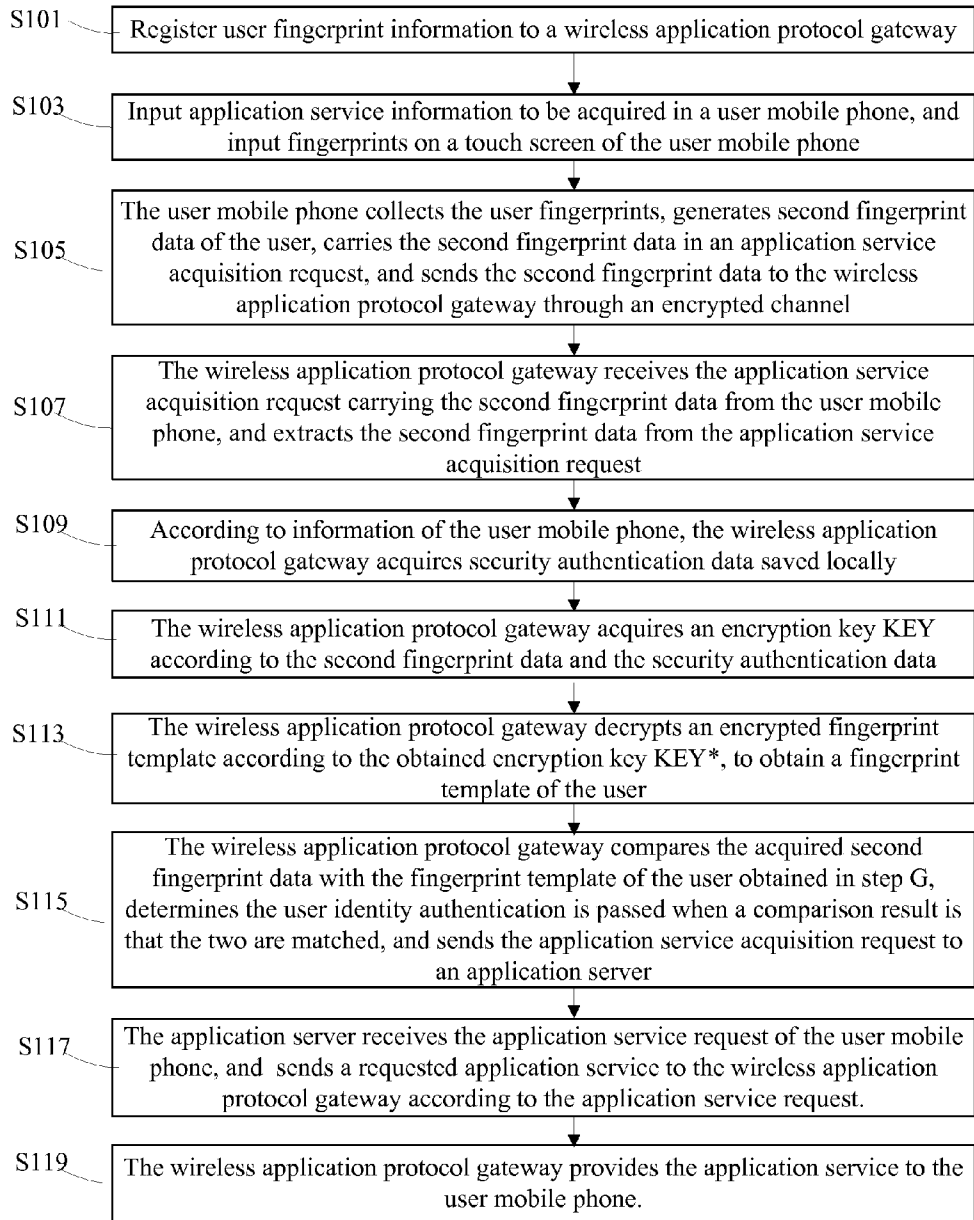 S101
Register user fingerprint information to a wireless application protocol gateway
S103
Input application service information to be acquired in a user mobile phone, and
input fingerprints on a touch screen of the user mobile phone
S105
The user mobile phone collects the user fingerprints, generates second fingerprint
data of the user, carries the second fingerprint data in an application service
acquisition request, and sends the second fingerprint data to the wireless
application protocol gateway through an encrypted channel
S107
The wireless application protocol gateway receives the application service
acquisition request carrying the second fingerprint data from the user mobile
phone, and extracts the second fingerprint data from the application service
acquisition request
S109
According to information of the user mobile phone, the wireless application
protocol gateway acquires security authentication data saved locally
S111
The wireless application protocol gateway acquires an encryption key KEY
according to the second fingerprint data and the security authentication data
S113
The wireless application protocol gateway decrypts an encrypted fingerprint
template according to the obtained encryption key KEY*, to obtain a fingerprint
template of the user
S115
The wireless application protocol gateway compares the acquired second
fingerprint data with the fingerprint template of the user obtained in step G,
determines the user identity authentication is passed when a comparison result is
that the two are matched, and sends the application service acquisition request to
an application server
S117
The application server receives the application service request of the user mobile
phone, and sends a requested application service to the wireless application
protocol gateway according to the application service request.
S119
The wireless application protocol gateway provides the application service to the
user mobile phone.